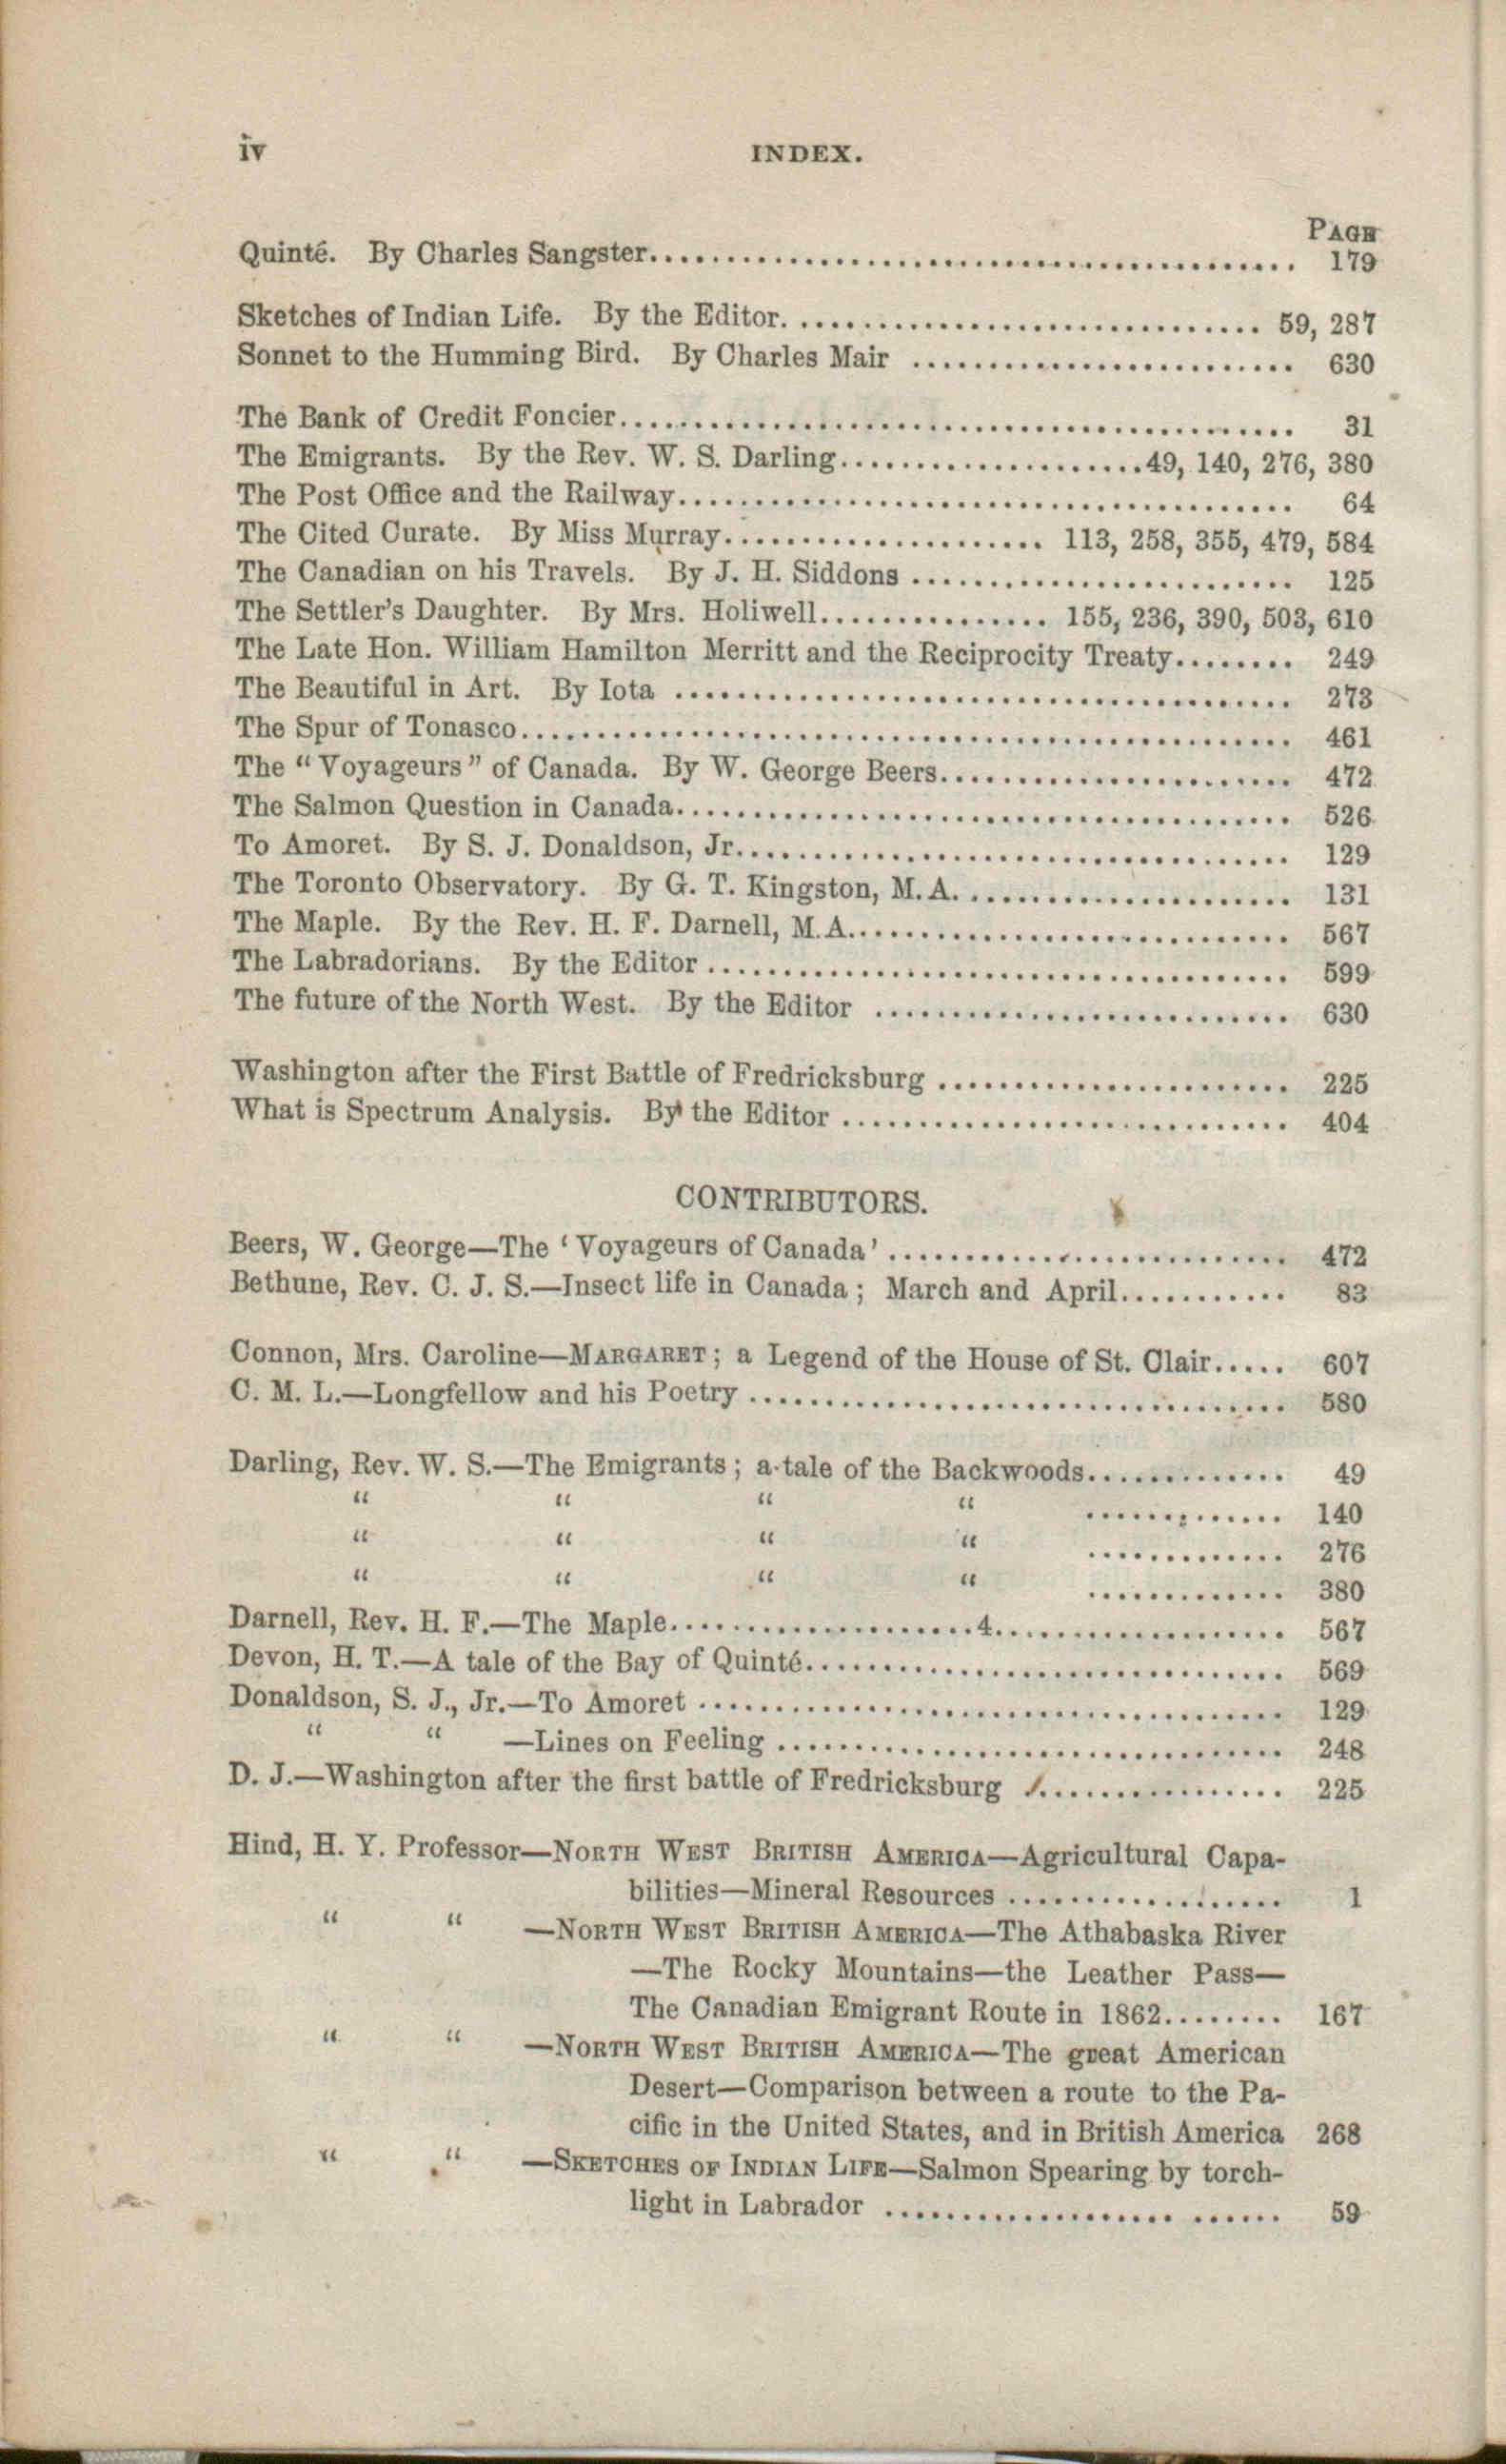 iv
INDEX.
PAGE
Quinté. By Charles Sangster............................................ 179
Sketches of Indian Life. By the Editor. ............................... 59, 287
Sonnet to the Humming Bird. By Charles Mair ......................... 630
The Bank of Credit Foncier............................................. 31
The Emigrants. By the Rev. W. S. Darling....................49, 140, 276, 380
The Post Office and the Railway......................................... 64
The Cited Curate. By Miss Murray..................... 113, 258, 355, 479, 584
The Canadian on his Travels. By J. H. Siddons ......................... 125
The Settler's Daughter. By Mrs. Holiwell............... 155, 236, 390, 503, 610
The Late Hon. William Hamilton Merritt and the Reciprocity Treaty........ 249
The Beautiful in Art. By Iota ......................................... 273
The Spur of Tonasco................................................... 461
The “Voyageurs” of Canada. By W. George Beers....................... 472
The Salmon Question in Canada......................................... 526
To Amoret. By S. J. Donaldson, Jr..................................... 129
The Toronto Observatory. By G. T. Kingston, M. A. ..................... 131
The Maple. By the Rev. H. F. Darnell, M. A............................. 567
The Labradorians. By the Editor ...................................... 599
The future of the North West. By the Editor ........................... 630
Washington after the First Battle of Fredricksburg ....................... 225
What is Spectrum Analysis. By the Editor ............................. 404
CONTRIBUTORS.
Beers, W. George—The ‘Voyageurs of Canada’ .......................... 472
Bethune, Rev. C. J. S.—Insect life in Canada; March and April........... 83
Connon, Mrs. Caroline—MARGARET; a Legend of the House of St. Clair..... 607
C. M. L.—Longfellow and his Poetry ................................... 580
Darling, Rev. W. S.—The Emigrants; a tale of the Backwoods............. 49
“ “ “ “ ............. 140
“ “ “ “ ............. 276
“ “ “ “ ............. 380
Darnell, Rev. H. F.—The Maple....................4................... 567
Devon, H. T.—A tale of the Bay of Quinté............................... 569
Donaldson, S. J., Jr.—To Amoret ...................................... 129
“ “ —Lines on Feeling ................................. 248
D. J.—Washington after the first battle of Fredricksburg ................. 225
Hind, H. Y. Professor—NORTH WEST BRITISH AMERICA—Agricultural Capa-
bilities—Mineral Resources .................. 1
“ “ —NORTH WEST BRITISH AMERICA—The Athabaska River
—The Rocky Mountains—the Leather Pass—
The Canadian Emigrant Route in 1862........ 167
“ “ —NORTH WEST BRITISH AMERICA—The great American
Desert—Comparison between a route to the Pa-
cific in the United States, and in British America 268
“ “ —SKETCHES OF INDIAN LIFE—Salmon Spearing by torch-
light in Labrador ................... ...... 59